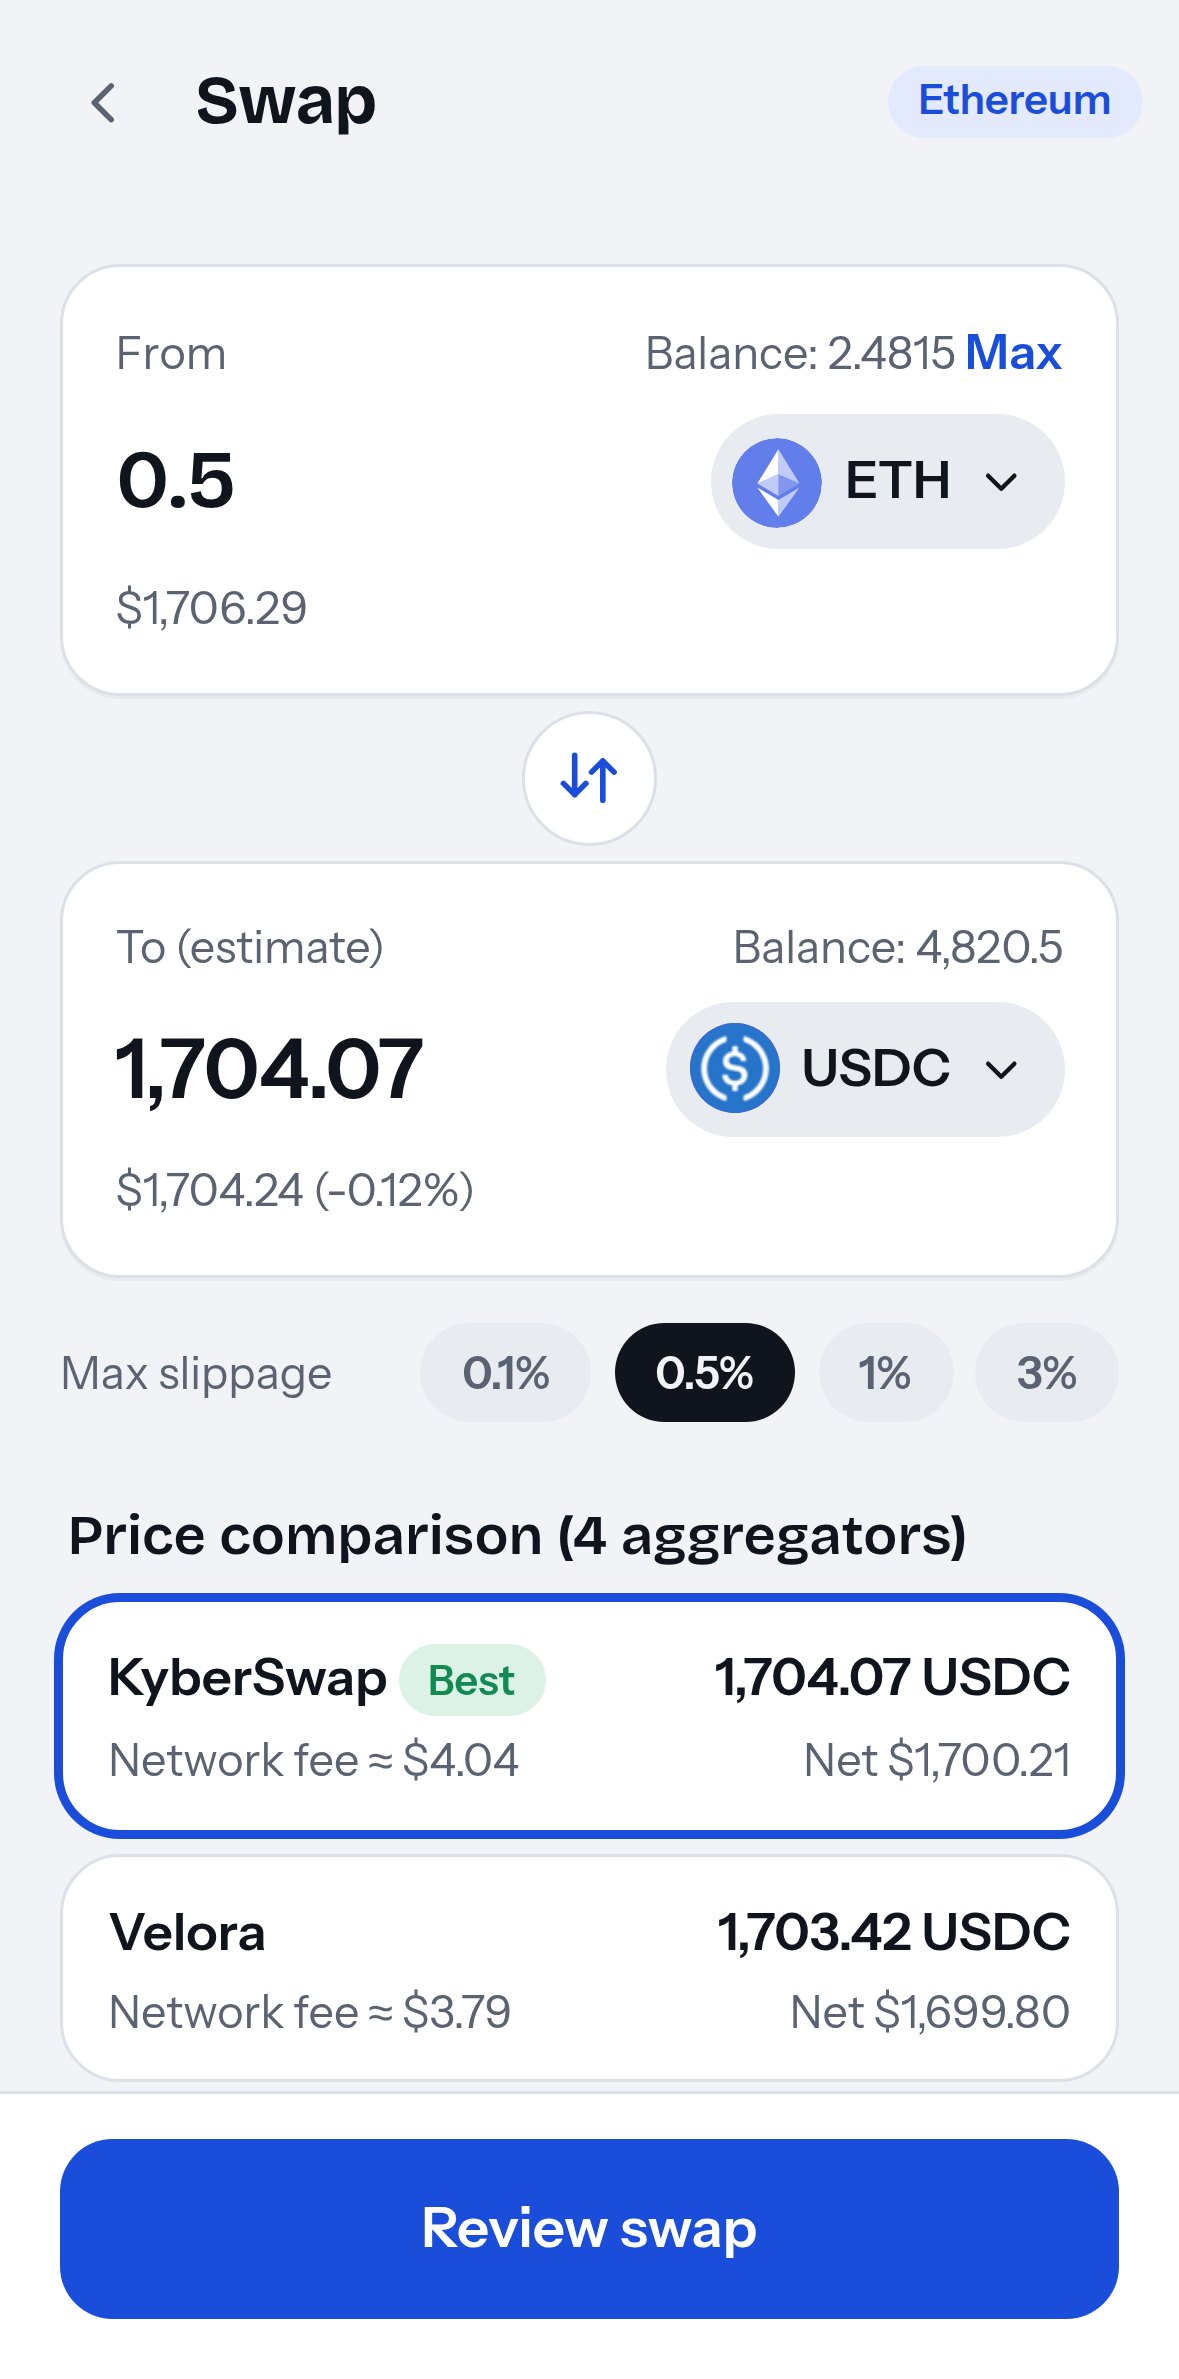 Swap
Ethereum
From
Balance: 2.4815 Max
0.5
ETH
$1,706.29
To (estimate)
Balance: 4,820.5
1,704.07
USDC
$1,704.24 (-0.12%)
Max slippage
0.1%
0.5%
1%
3%
Price comparison (4 aggregators)
KyberSwap Best
1,704.07 USDC
Network fee ≈ $4.04
Net $1,700.21
Velora
1,703.42 USDC
Network fee ≈ $3.79
Net $1,699.80
Review swap